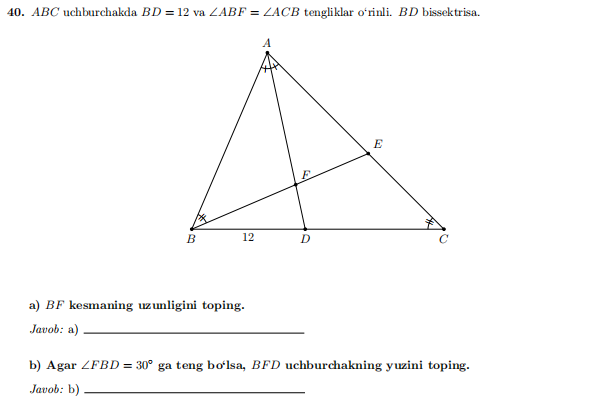 40. ABC uchburchakda BD = 12 va ∠ABF = ∠ACB tengliklar o'rinli. BD bissektrisa.
A
E
F
B 12 D C
a) BF kesmaning uzunligini toping.
Javob: a)
b) Agar ∠FBD = 30° ga teng bo'lsa, BFD uchburchakning yuzini toping.
Javob: b)